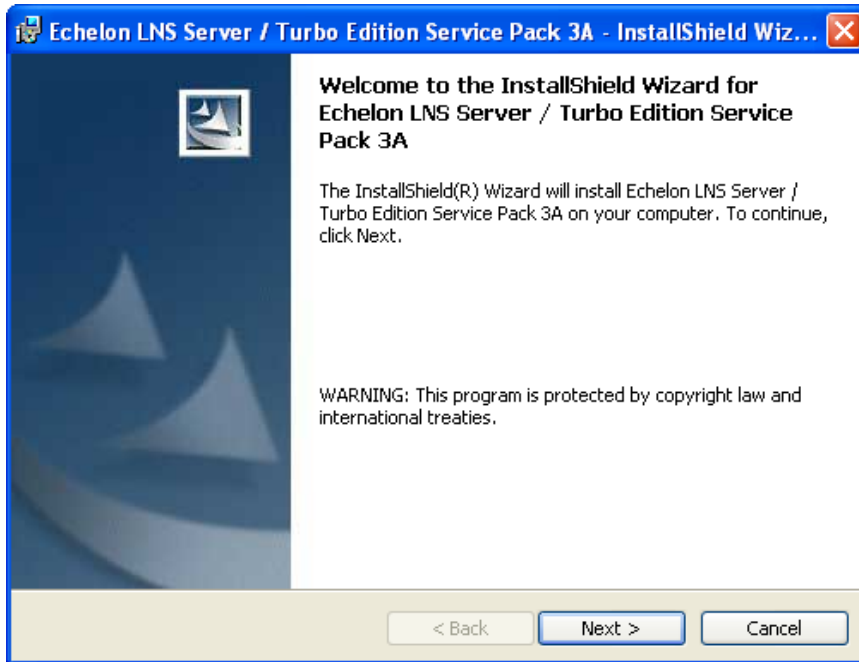 Echelon LNS Server / Turbo Edition Service Pack 3A - InstallShield Wiz...
Welcome to the InstallShield Wizard for
Echelon LNS Server / Turbo Edition Service
Pack 3A
The InstallShield(R) Wizard will install Echelon LNS Server /
Turbo Edition Service Pack 3A on your computer. To continue,
click Next.
WARNING: This program is protected by copyright law and
international treaties.
< Back
Next >
Cancel